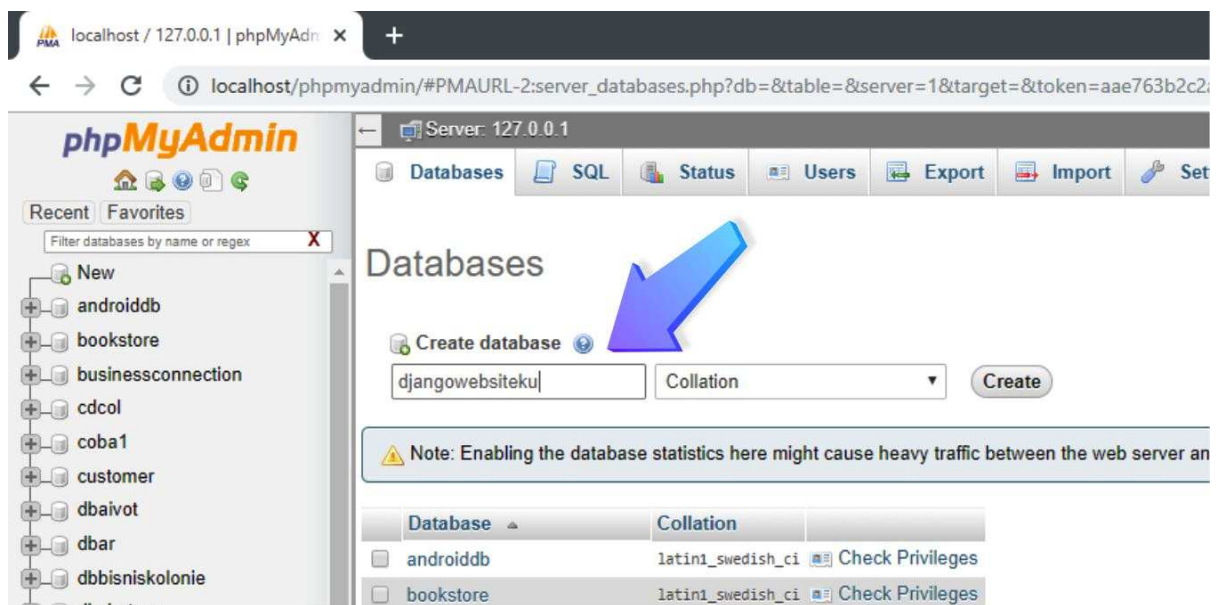 localhost / 127.0.0.1 | phpMyAdm
localhost/phpmyadmin/#PMAURL-2:server_databases.php?db=&table=&server=1&target=&token=aae763b2c2
phpMyAdmin
Recent Favorites
Filter databases by name or regex X
New
androiddb
bookstore
businessconnection
cdcol
coba1
customer
dbaivot
dbar
dbbisniskolonie
Server: 127.0.0.1
Databases SQL Status Users Export Import Set
Databases
Create database
djangowebsiteku Collation Create
Note: Enabling the database statistics here might cause heavy traffic between the web server an
Database Collation
androiddb latin1_swedish_ci Check Privileges
bookstore latin1_swedish_ci Check Privileges